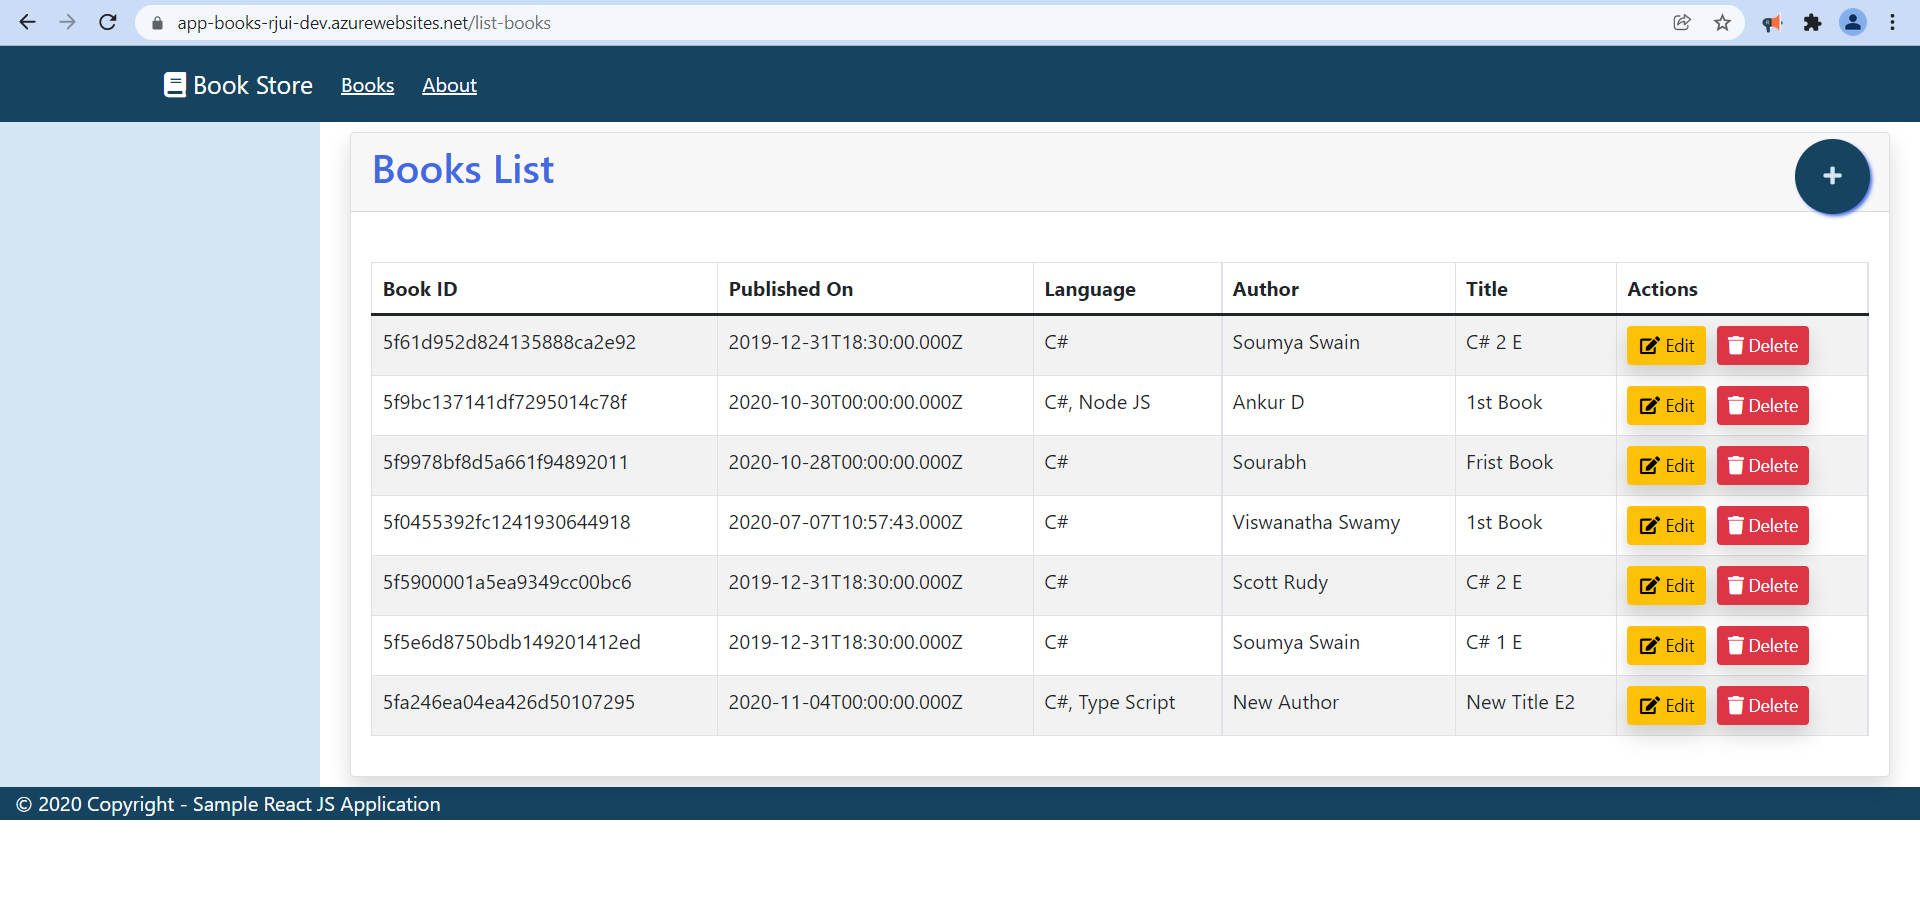 app-books-rjui-dev.azurewebsites.net/list-books
Book Store Books About
Books List
Book ID Published On Language Author Title Actions
5f61d952d824135888ca2e92 2019-12-31T18:30:00.000Z C# Soumya Swain C# 2 E Edit Delete
5f9bc137141df7295014c78f 2020-10-30T00:00:00.000Z C#, Node JS Ankur D 1st Book Edit Delete
5f9978bf8d5a661f94892011 2020-10-28T00:00:00.000Z C# Sourabh Frist Book Edit Delete
5f0455392fc1241930644918 2020-07-07T10:57:43.000Z C# Viswanatha Swamy 1st Book Edit Delete
5f5900001a5ea9349cc00bc6 2019-12-31T18:30:00.000Z C# Scott Rudy C# 2 E Edit Delete
5f5e6d8750bdb149201412ed 2019-12-31T18:30:00.000Z C# Soumya Swain C# 1 E Edit Delete
5fa246ea04ea426d50107295 2020-11-04T00:00:00.000Z C#, Type Script New Author New Title E2 Edit Delete
© 2020 Copyright - Sample React JS Application